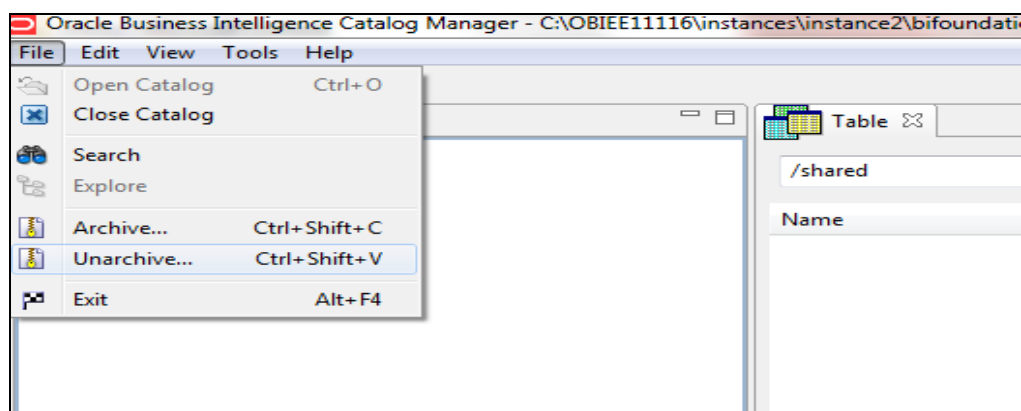 Oracle Business Intelligence Catalog Manager - C:\OBIEE11116\instances\instance2\bifoundati
File Edit View Tools Help
Open Catalog Ctrl+O
Close Catalog
Search
Explore
Archive... Ctrl+Shift+C
Unarchive... Ctrl+Shift+V
Exit Alt+F4
Table
/shared
Name